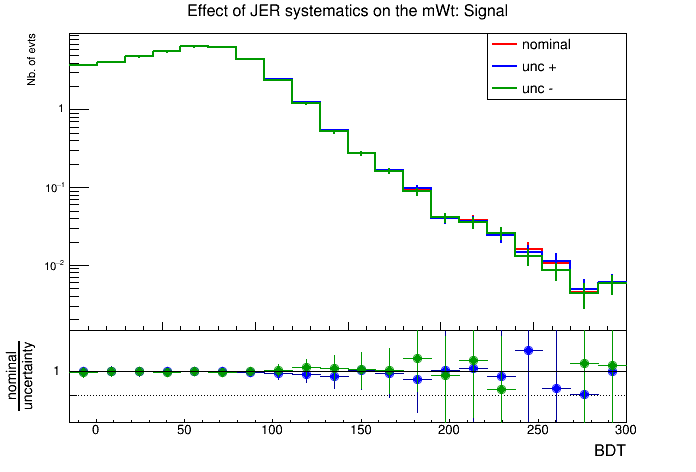 Effect of JER systematics on the mWt: Signal
Nb. of evts
nominal
unc +
unc -
1
10⁻¹
10⁻²
nominal
uncertainty
1
0 50 100 150 200 250 300
BDT